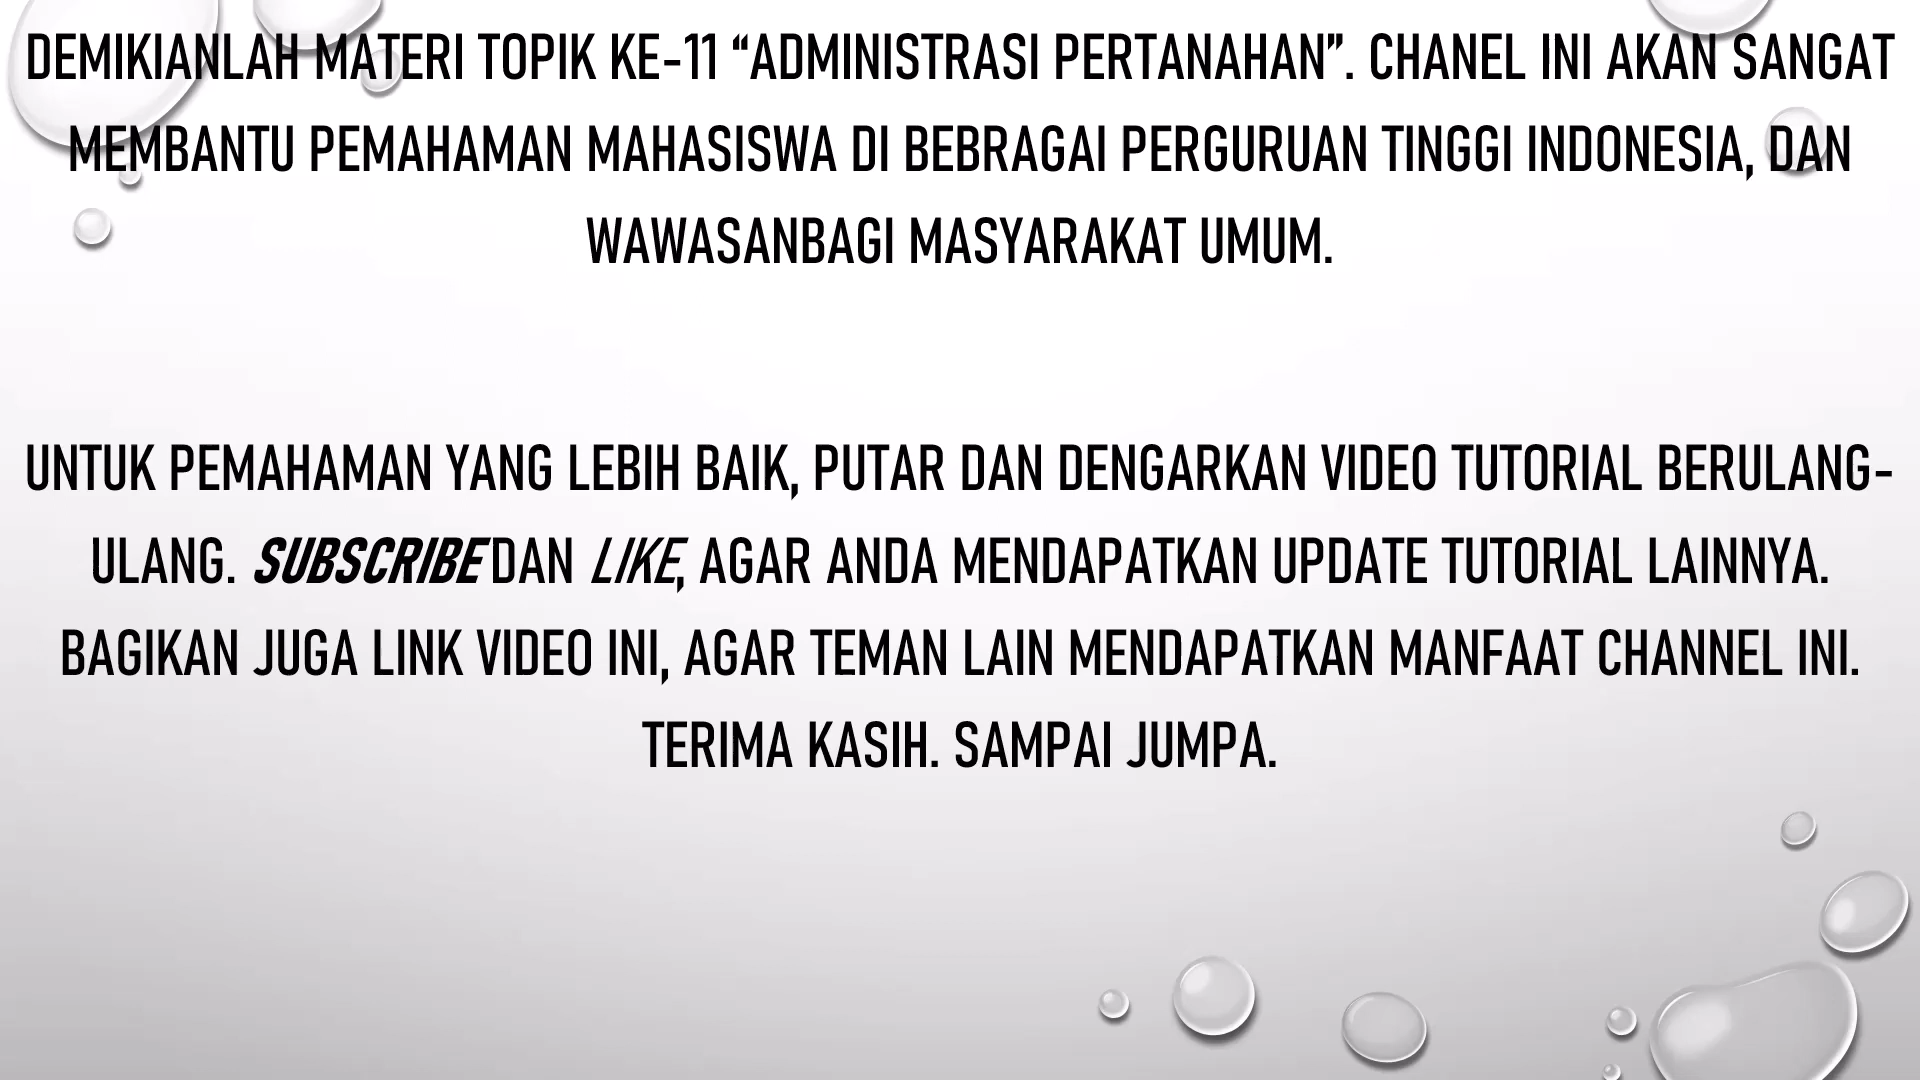 DEMIKIANLAH MATERI TOPIK KE-11 “ADMINISTRASI PERTANAHAN”. CHANEL INI AKAN SANGAT
MEMBANTU PEMAHAMAN MAHASISWA DI BEBRAGAI PERGURUAN TINGGI INDONESIA, DAN
WAWASANBAGI MASYARAKAT UMUM.
UNTUK PEMAHAMAN YANG LEBIH BAIK, PUTAR DAN DENGARKAN VIDEO TUTORIAL BERULANG-
ULANG. SUBSCRIBE DAN LIKE, AGAR ANDA MENDAPATKAN UPDATE TUTORIAL LAINNYA.
BAGIKAN JUGA LINK VIDEO INI, AGAR TEMAN LAIN MENDAPATKAN MANFAAT CHANNEL INI.
TERIMA KASIH. SAMPAI JUMPA.